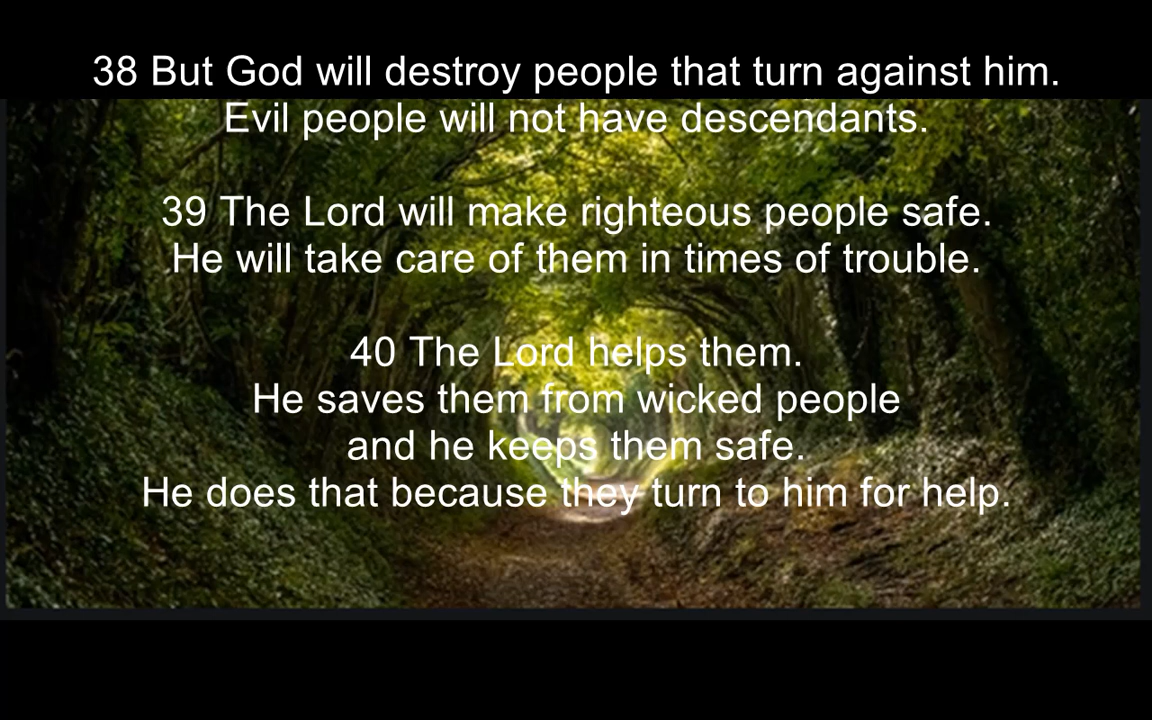 38 But God will destroy people that turn against him.
Evil people will not have descendants.
39 The Lord will make righteous people safe.
He will take care of them in times of trouble.
40 The Lord helps them.
He saves them from wicked people
and he keeps them safe.
He does that because they turn to him for help.